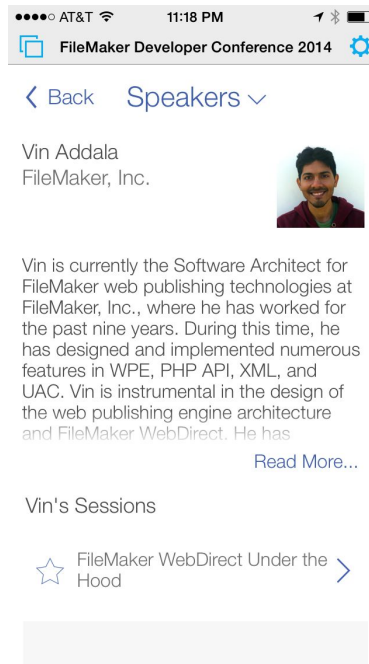 AT&T 11:18 PM
FileMaker Developer Conference 2014
Back Speakers
Vin Addala
FileMaker, Inc.
Vin is currently the Software Architect for
FileMaker web publishing technologies at
FileMaker, Inc., where he has worked for
the past nine years. During this time, he
has designed and implemented numerous
features in WPE, PHP API, XML, and
UAC. Vin is instrumental in the design of
the web publishing engine architecture
and FileMaker WebDirect. He has
Read More...
Vin's Sessions
FileMaker WebDirect Under the
Hood